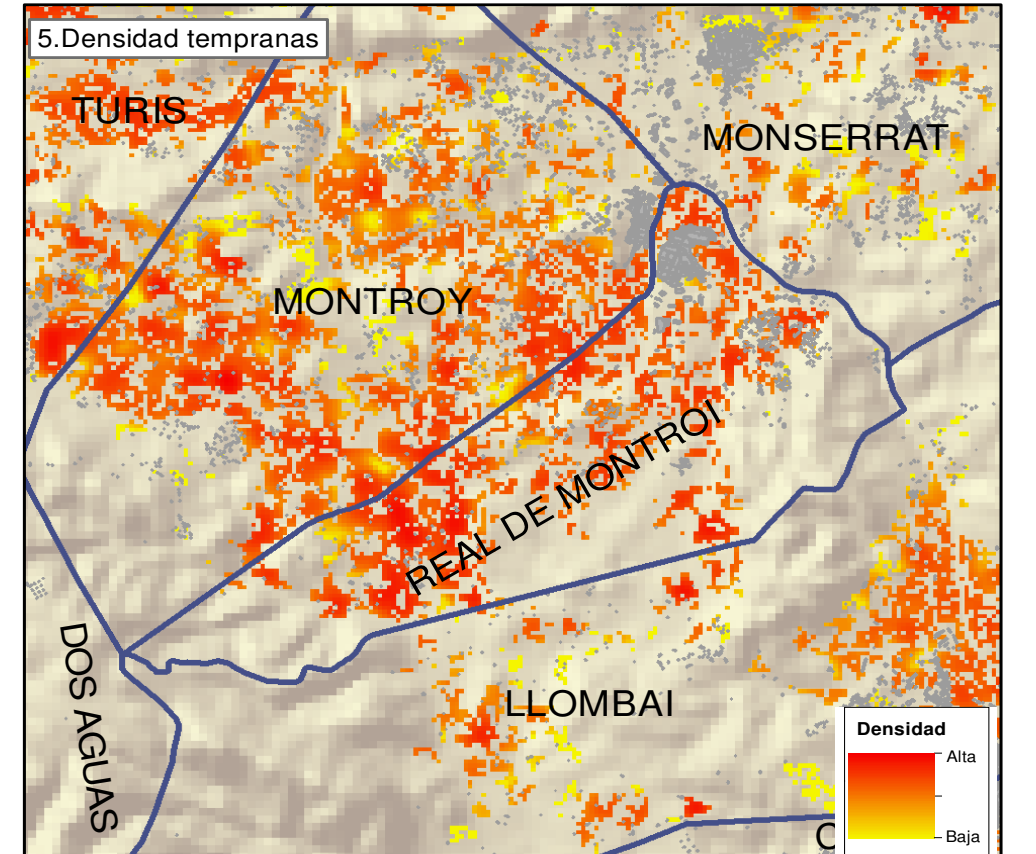 5.Densidad tempranas
TURIS
MONSERRAT
MONTROY
REAL DE MONTROI
DOS AGUAS
LLOMBAI
Densidad
Alta
Baja
C